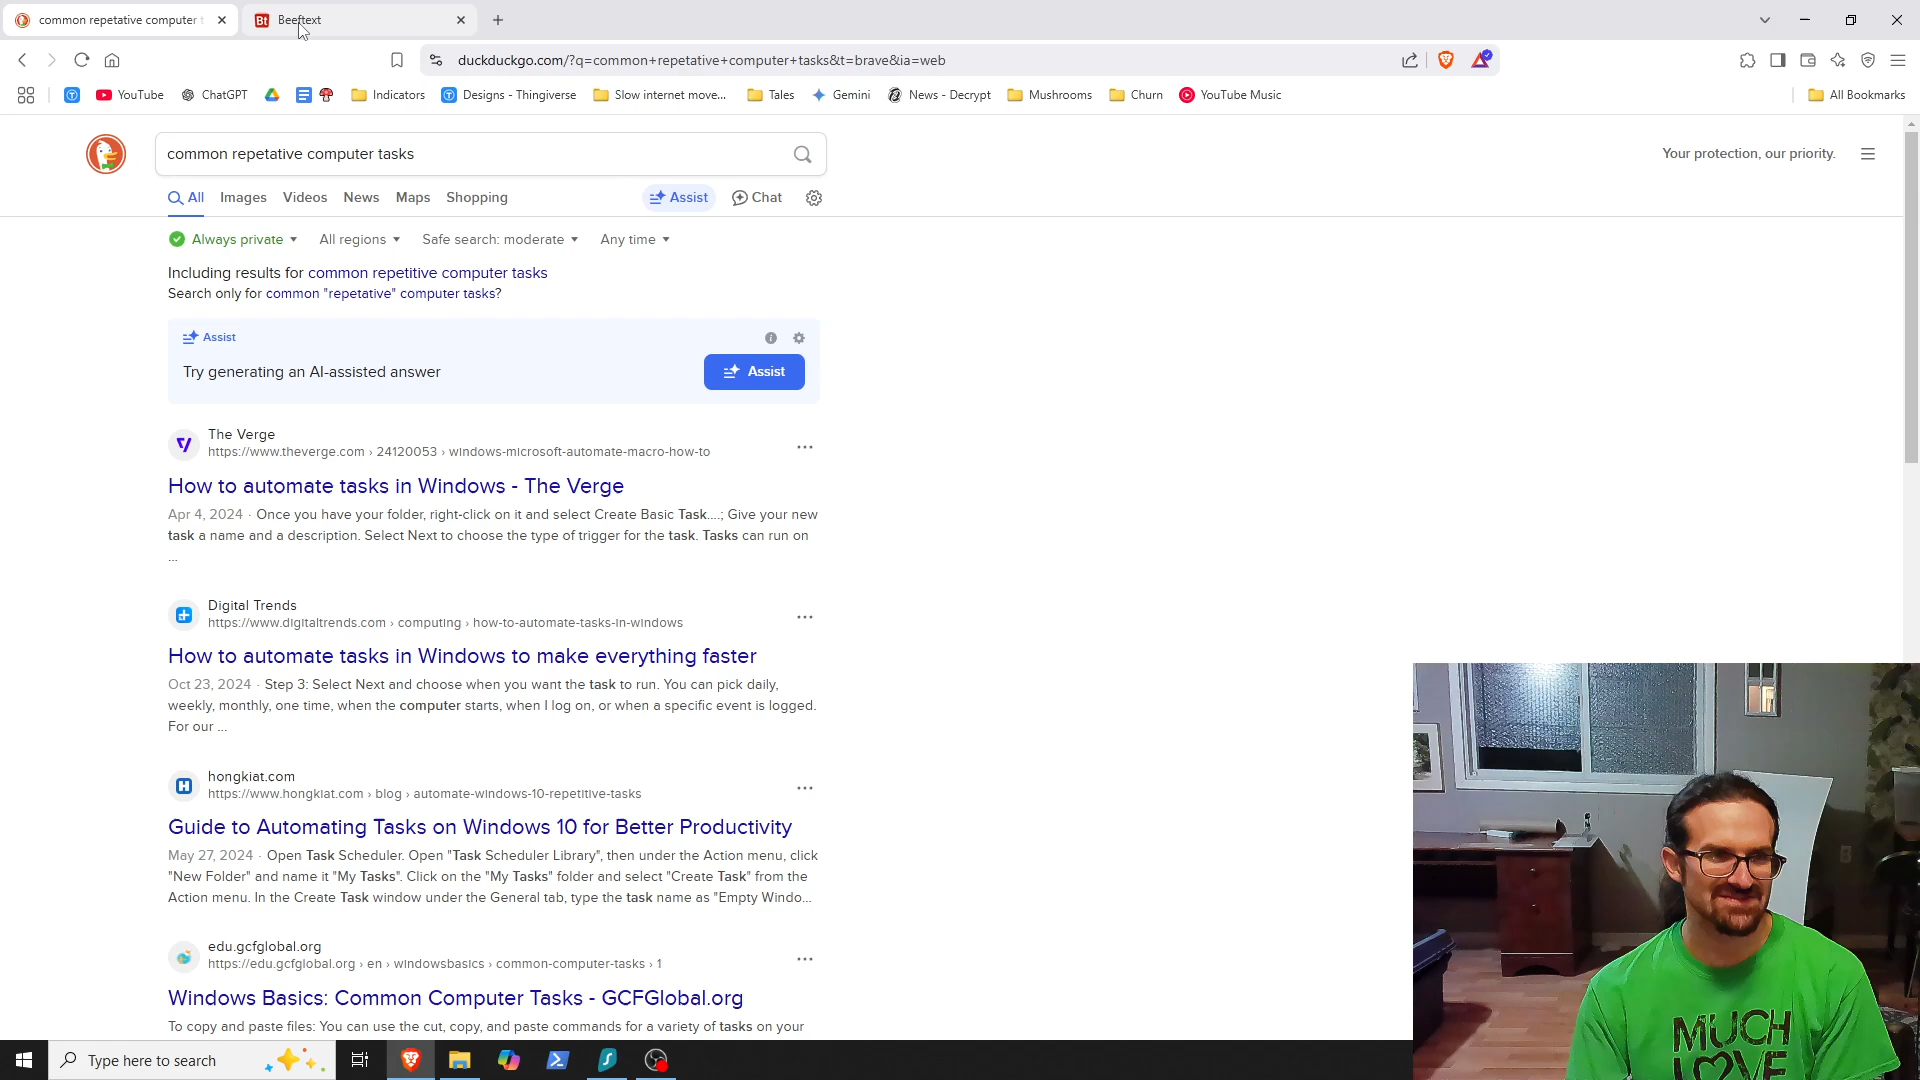 common repetative computer t
Bt Beeftext
duckduckgo.com/?q=common+repetative+computer+tasks&t=brave&ia=web
YouTube
ChatGPT
Indicators
Designs - Thingiverse
Slow internet move...
Tales
Gemini
News - Decrypt
Mushrooms
Churn
YouTube Music
All Bookmarks
common repetative computer tasks
Your protection, our priority.
All Images Videos News Maps Shopping Assist Chat
Always private All regions Safe search: moderate Any time
Including results for common repetitive computer tasks
Search only for common "repetative" computer tasks?
Assist
Try generating an AI-assisted answer
Assist
The Verge
https://www.theverge.com › 24120053 › windows-microsoft-automate-macro-how-to
How to automate tasks in Windows - The Verge
Apr 4, 2024 · Once you have your folder, right-click on it and select Create Basic Task....; Give your new
task a name and a description. Select Next to choose the type of trigger for the task. Tasks can run on
...
Digital Trends
https://www.digitaltrends.com › computing › how-to-automate-tasks-in-windows
How to automate tasks in Windows to make everything faster
Oct 23, 2024 · Step 3: Select Next and choose when you want the task to run. You can pick daily,
weekly, monthly, one time, when the computer starts, when I log on, or when a specific event is logged.
For our ...
hongkiat.com
https://www.hongkiat.com › blog › automate-windows-10-repetitive-tasks
Guide to Automating Tasks on Windows 10 for Better Productivity
May 27, 2024 · Open Task Scheduler. Open "Task Scheduler Library", then under the Action menu, click
"New Folder" and name it "My Tasks". Click on the "My Tasks" folder and select "Create Task" from the
Action menu. In the Create Task window under the General tab, type the task name as "Empty Windo...
edu.gcfglobal.org
https://edu.gcfglobal.org › en › windowsbasics › common-computer-tasks › 1
Windows Basics: Common Computer Tasks - GCFGlobal.org
To copy and paste files: You can use the cut, copy, and paste commands for a variety of tasks on your
Type here to search
MUCH
LOVE